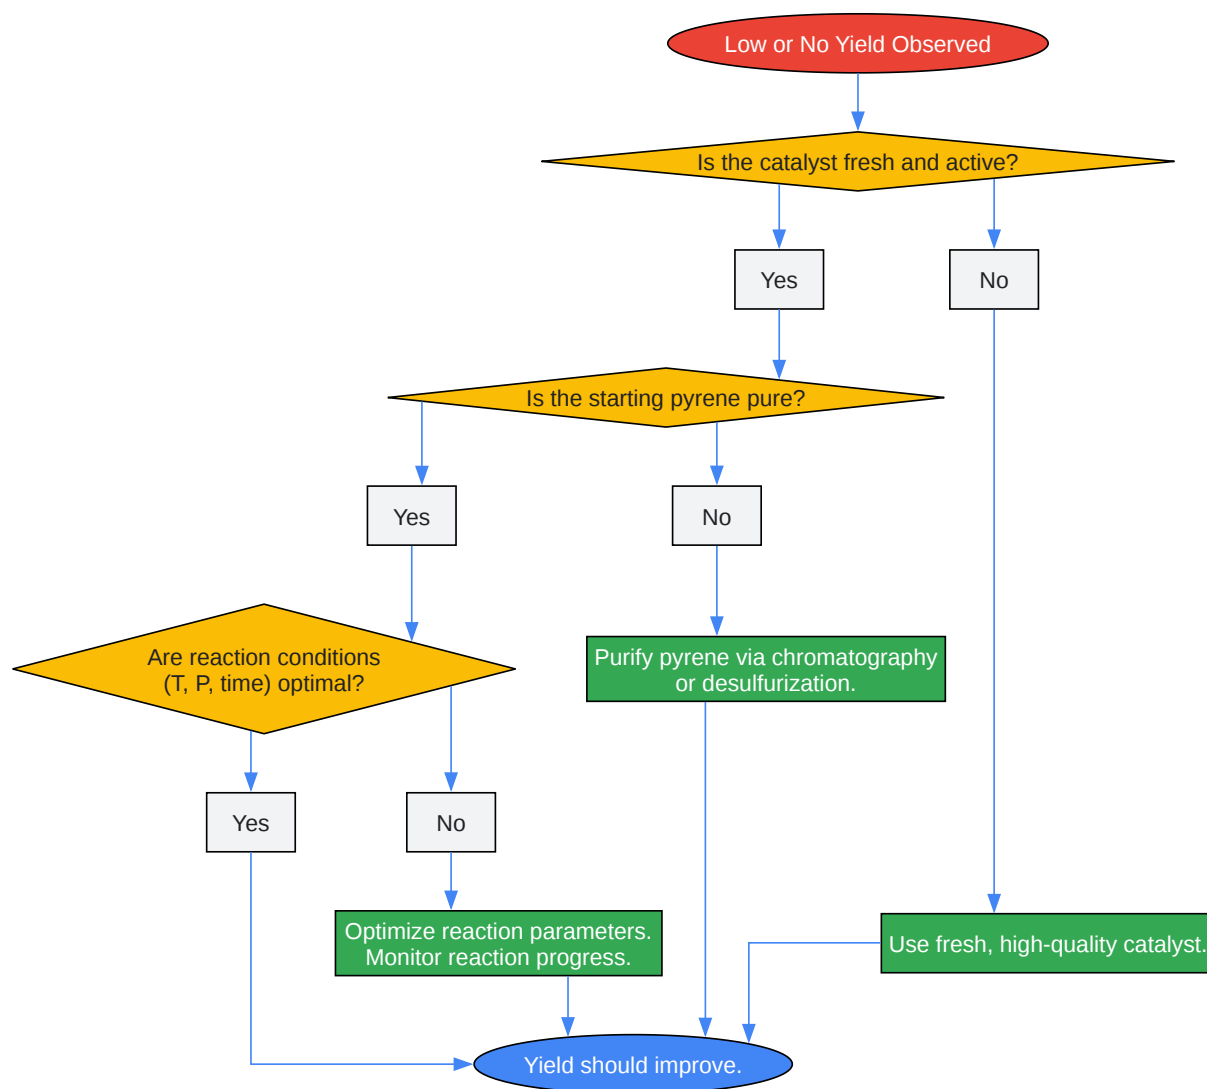 Low or No Yield Observed
Is the catalyst fresh and active?
Yes
No
Is the starting pyrene pure?
Yes
No
Are reaction conditions
(T, P, time) optimal?
Purify pyrene via chromatography
or desulfurization.
Yes
No
Optimize reaction parameters.
Monitor reaction progress.
Use fresh, high-quality catalyst.
Yield should improve.